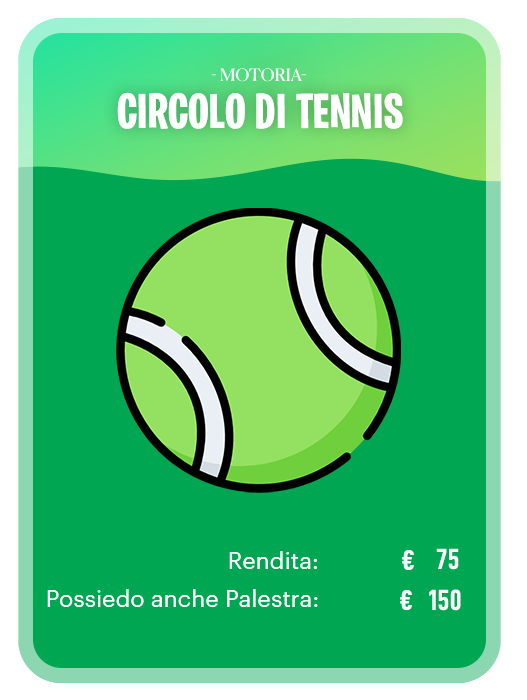 - MOTORIA-
CIRCOLO DI TENNIS
Rendita: € 75
Possiedo anche Palestra: € 150